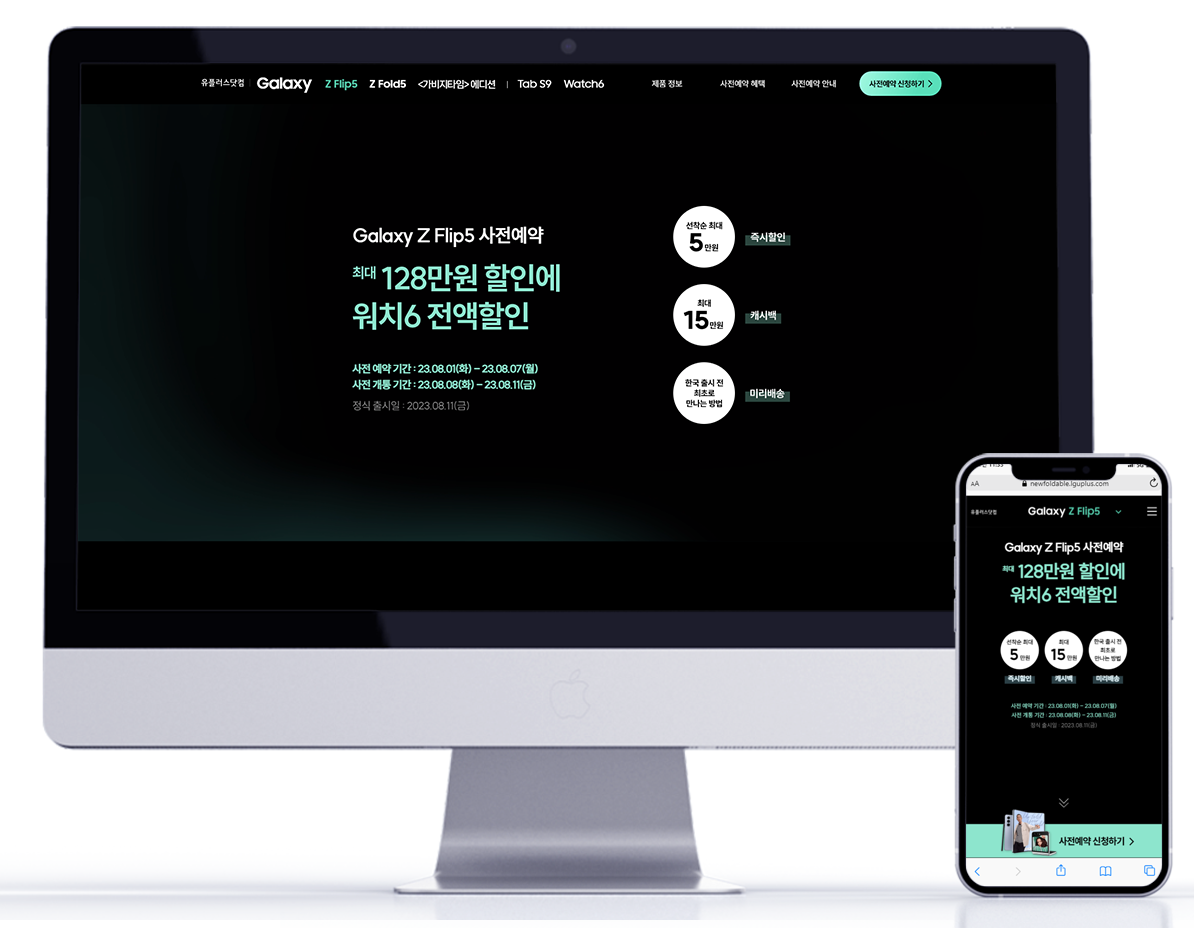 유플러스닷컴 | Galaxy Z Flip5 Z Fold5 <가비지타임> 에디션 | Tab S9 Watch6 제품 정보 사전예약 혜택 사전예약 안내 사전예약 신청하기 >
Galaxy Z Flip5 사전예약
최대 128만원 할인에
워치6 전액할인
사전 예약 기간 : 23.08.01(화) – 23.08.07(월)
사전 개통 기간 : 23.08.08(화) – 23.08.11(금)
정식 출시일 : 2023.08.11(금)
선착순 최대
5만원
즉시할인
최대
15만원
캐시백
한국 출시 전
최초로
만나는 방법
미리배송
AA newfoldable.lguplus.com
유플러스닷컴 Galaxy Z Flip5
Galaxy Z Flip5 사전예약
최대 128만원 할인에
워치6 전액할인
선착순 최대
5만원
즉시할인
최대
15만원
캐시백
한국 출시 전
최초로
만나는 방법
미리배송
사전 예약 기간 : 23.08.01(화) – 23.08.07(월)
사전 개통 기간 : 23.08.08(화) – 23.08.11(금)
정식 출시일 : 2023.08.11(금)
사전예약 신청하기 >